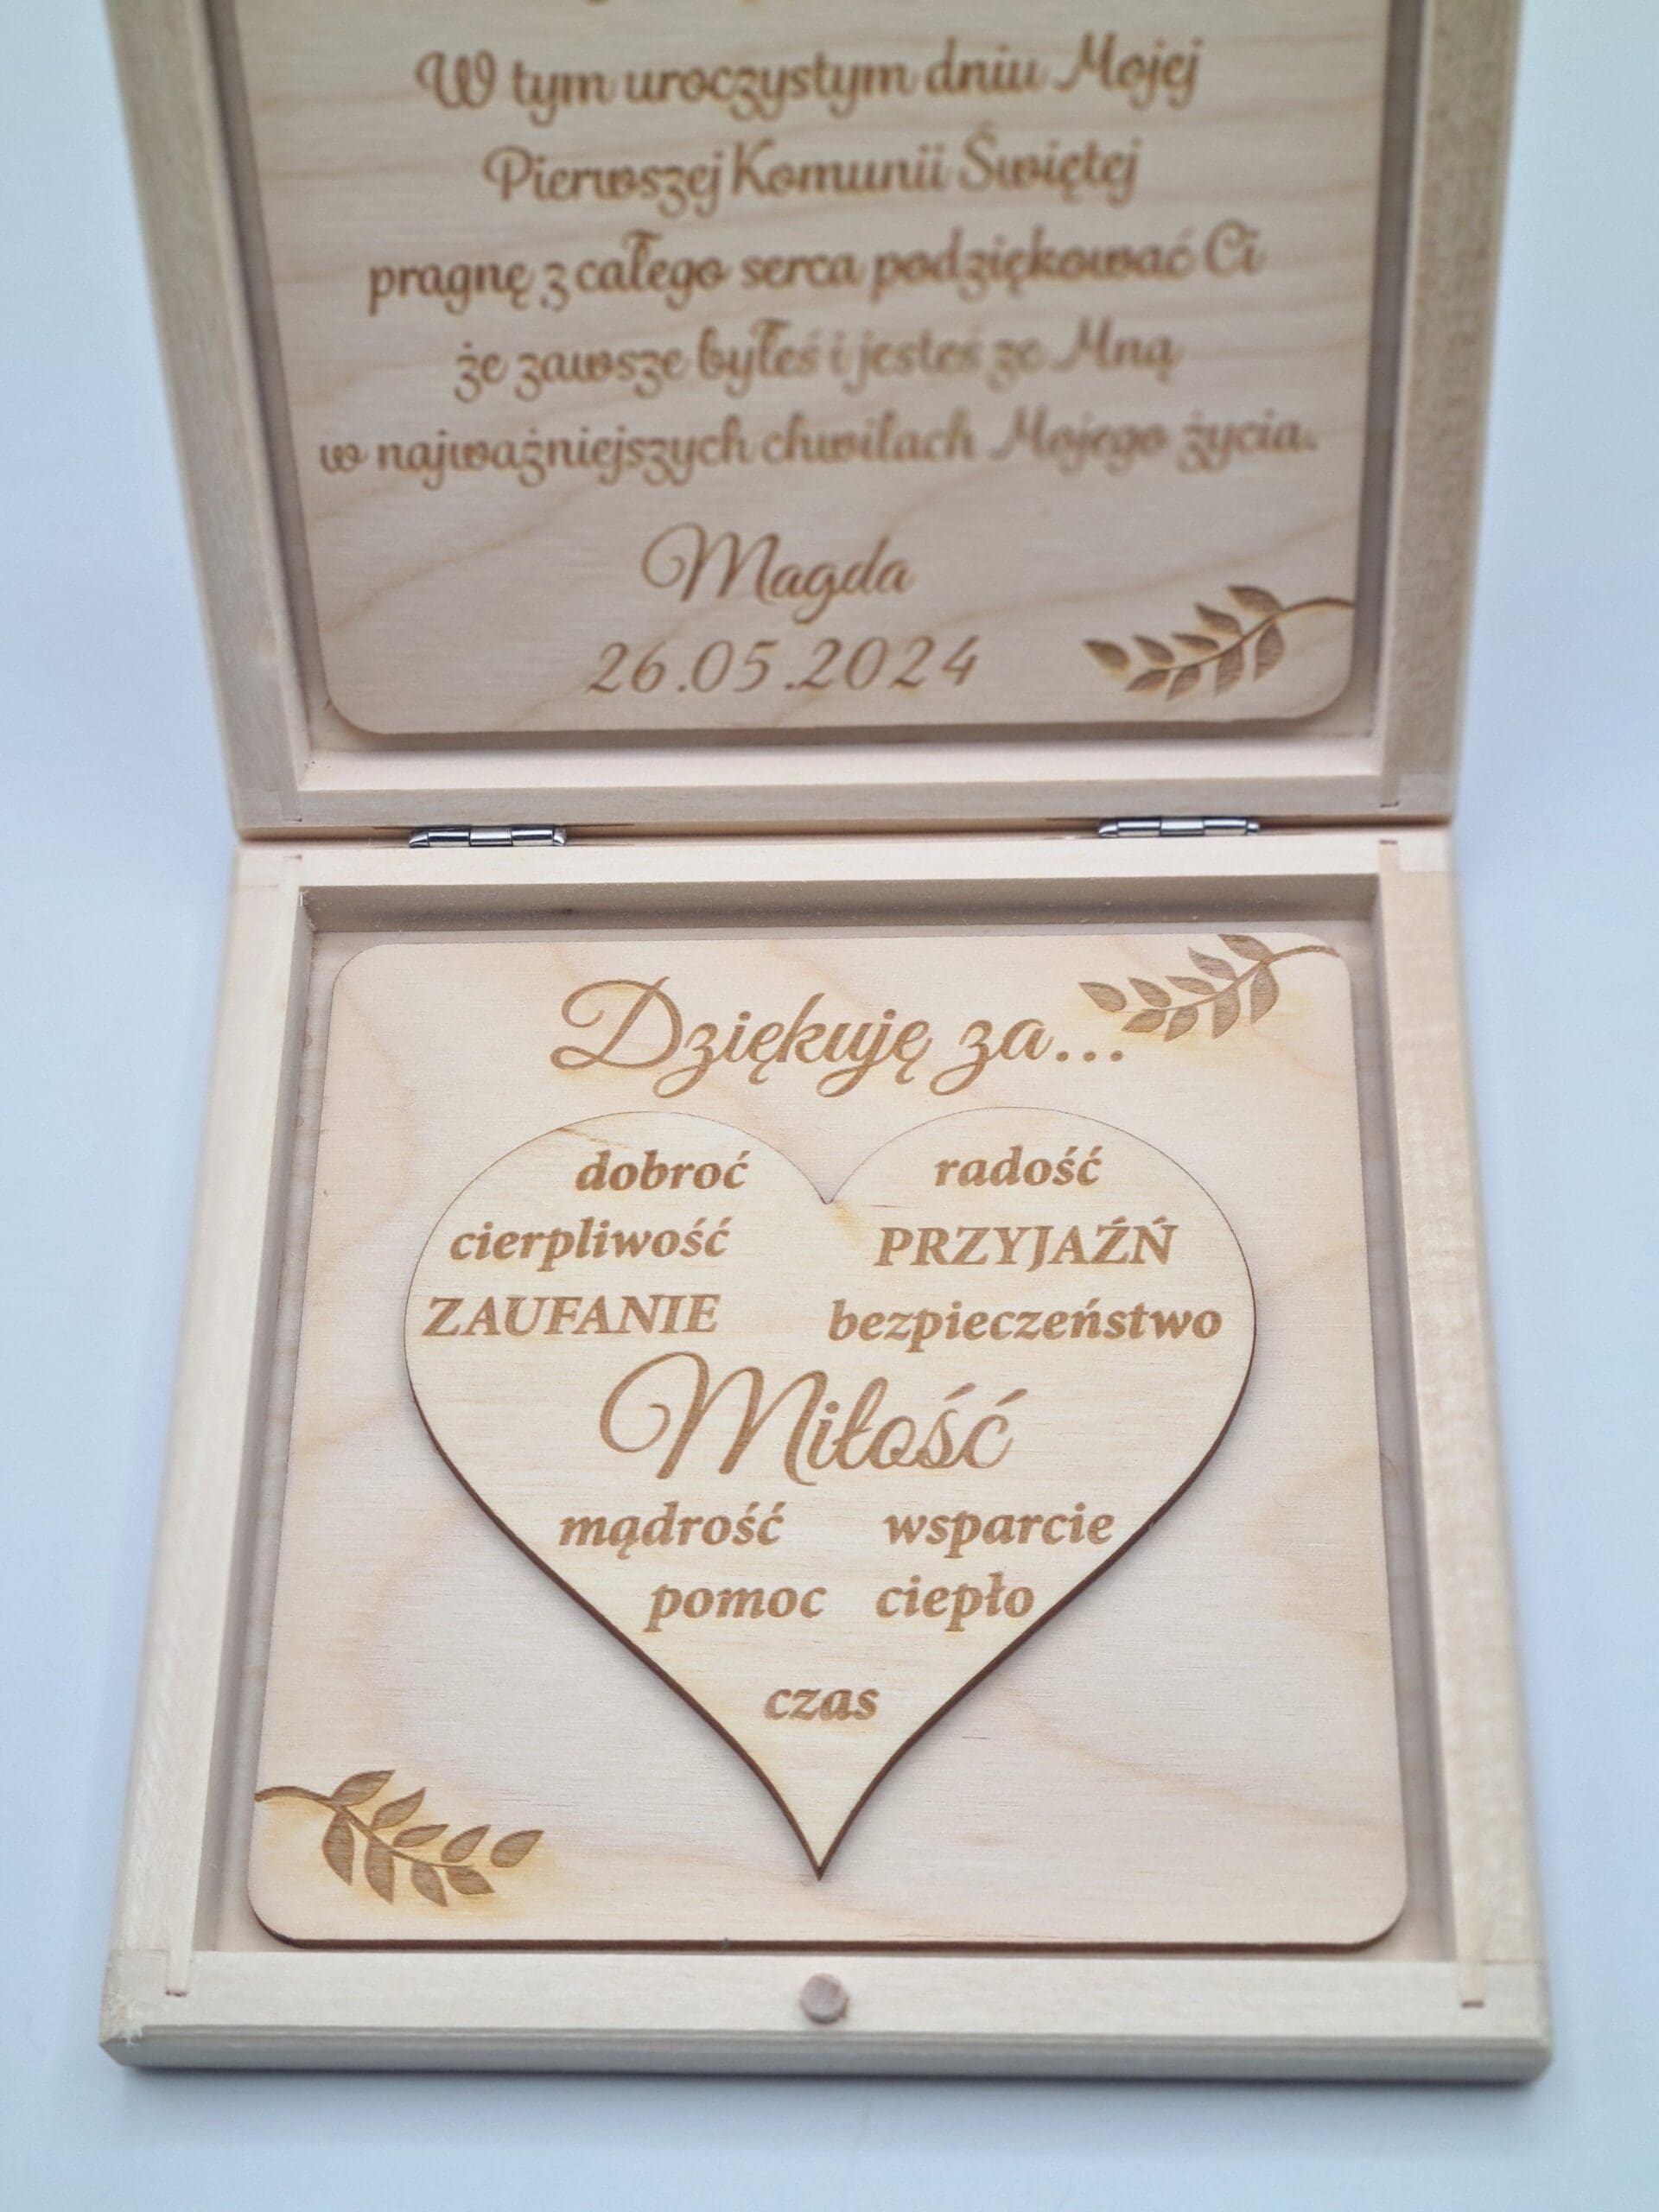 W tym uroczystym dniu Mojej
Pierwszej Komunii Świętej
pragnę z całego serca podziękować Ci
że zawsze byłeś i jesteś ze Mną
w najważniejszych chwilach Mojego życia.
Magda
26.05.2024
Dziękuję za...
dobroć radość
cierpliwość PRZYJAŹŃ
ZAUFANIE bezpieczeństwo
Miłość
mądrość wsparcie
pomoc ciepło
czas